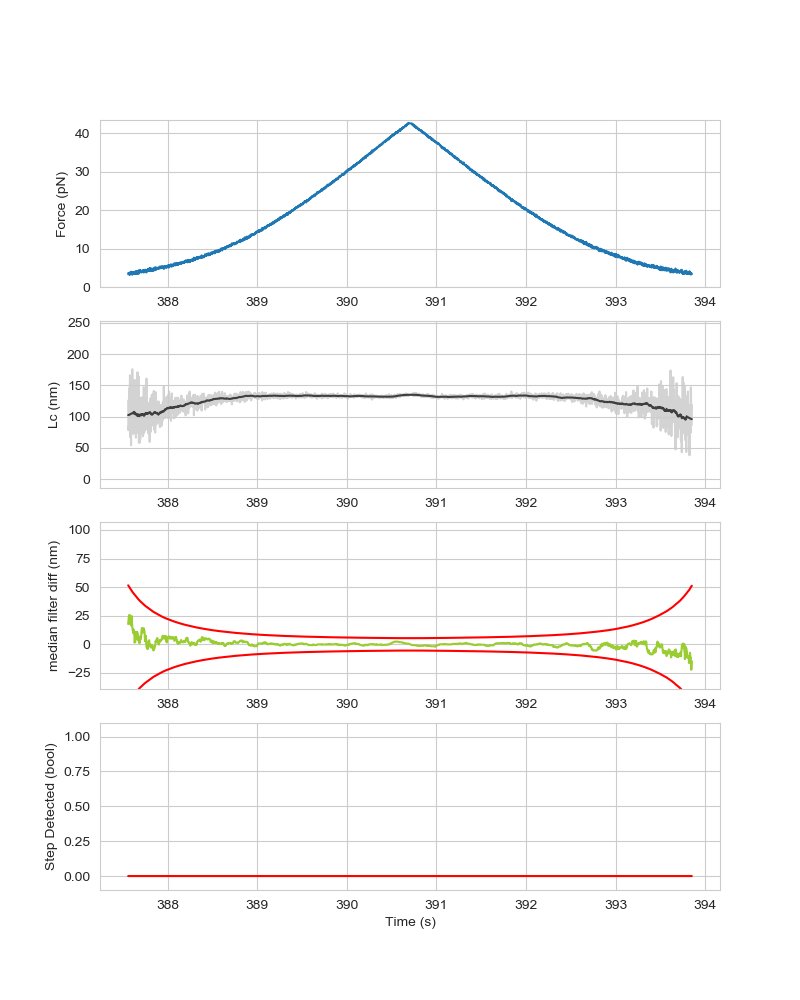 40
30
20
10
0
Force (pN)
388 389 390 391 392 393 394
250
200
150
100
50
0
Lc (nm)
388 389 390 391 392 393 394
100
75
50
25
0
−25
median filter diff (nm)
388 389 390 391 392 393 394
1.00
0.75
0.50
0.25
0.00
Step Detected (bool)
388 389 390 391 392 393 394
Time (s)